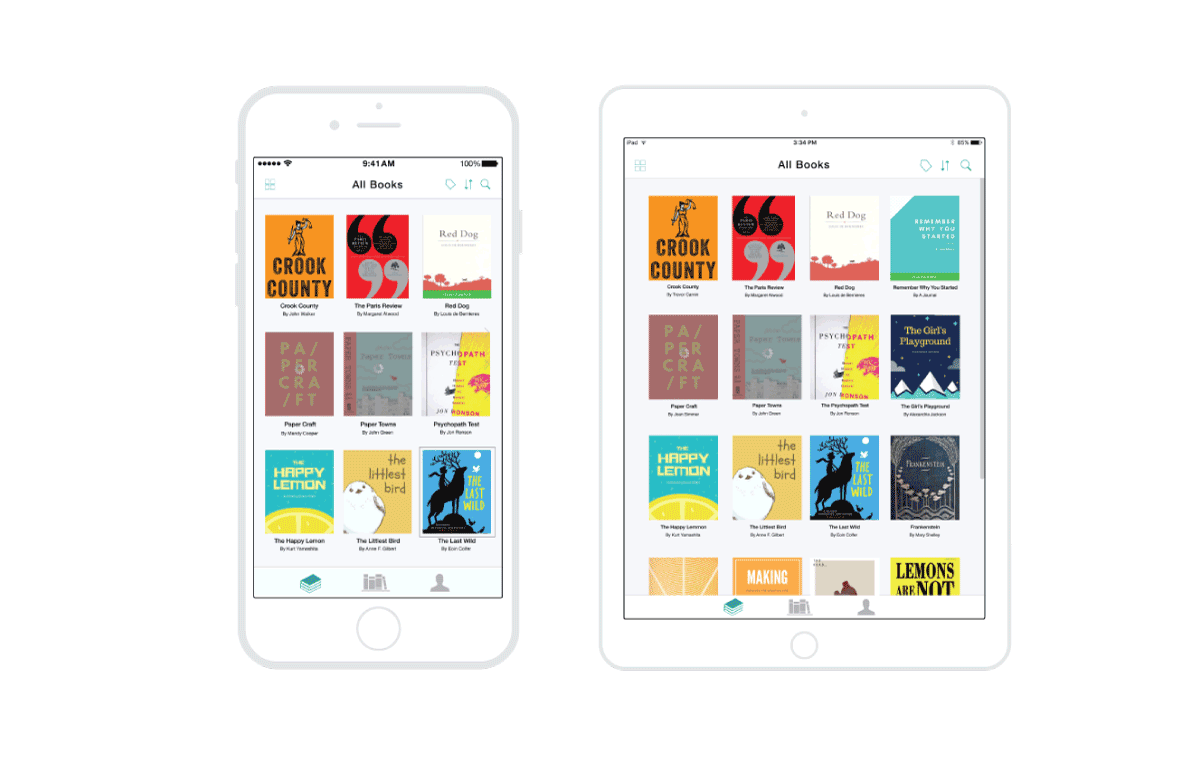 9:41 AM
100%
All Books
CROOK
COUNTY
Red Dog
Crook County
The Paris Review
Red Dog
By John Walker
By Margaret Atwood
By Louis de Bernieres
PA/
PER
CRA
/FT
Paper Towns
THE
PSYCHOPATH
TEST
JON RONSON
Paper Craft
Paper Towns
Psychopath Test
By Mandy Cooper
By John Green
By Jon Ronson
THE
HAPPY
LEMON
the
littlest
bird
THE
LAST
WILD
The Happy Lemon
The Littlest Bird
The Last Wild
By Kurt Yamashita
By Anne F. Gilbert
By Eoin Colfer
iPad
3:34 PM
85%
All Books
CROOK
COUNTY
Red Dog
REMEMBER
WHY YOU
STARTED
Crook County
The Paris Review
Red Dog
Remember Why You Started
By Trevor Garner
By Margaret Atwood
By Louis de Bernieres
By A Journal
PA/
PER
CRA
/FT
Paper Towns
THE
PSYCHOPATH
TEST
JON RONSON
The Girl's
Playground
Paper Craft
Paper Towns
The Psychopath Test
The Girl's Playground
By John Green
By Jon Ronson
By Alexsantha Jackson
THE
HAPPY
LEMON
the
littlest
bird
THE
LAST
WILD
FRANKENSTEIN
The Happy Lemmon
The Littlest Bird
The Last Wild
Frankenstein
By Kurt Yamashita
By Anne F. Gilbert
By Eoin Colfer
By Mary Shelley
MAKING
LEMONS
ARE NOT